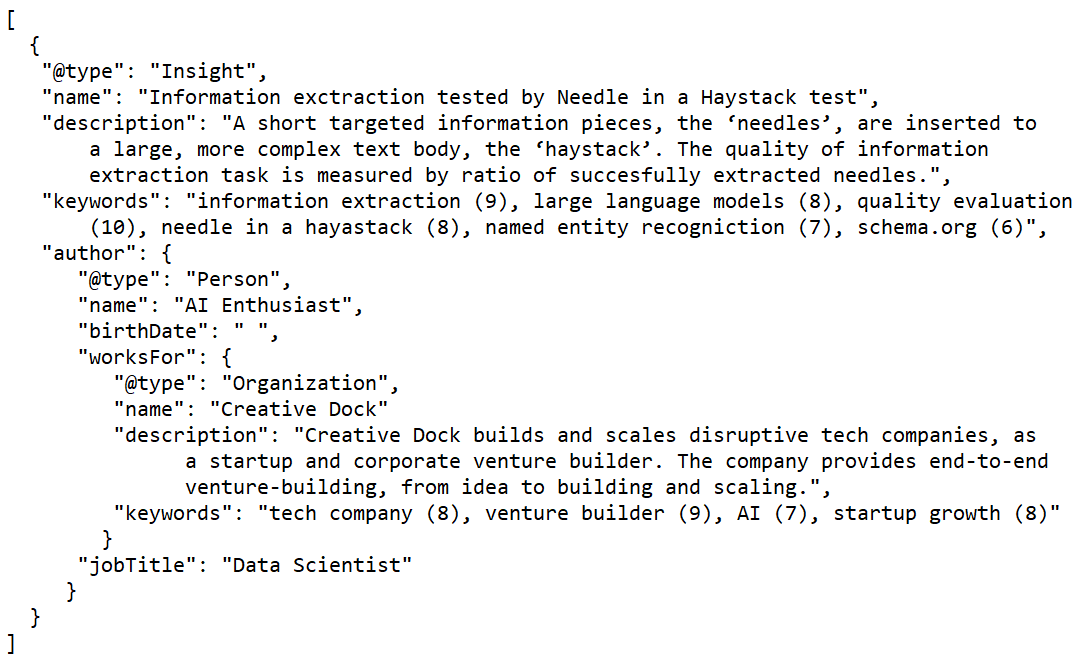 [
  {
   "@type": "Insight",
   "name": "Information exctraction tested by Needle in a Haystack test",
   "description": "A short targeted information pieces, the ‘needles’, are inserted to
       a large, more complex text body, the ‘haystack’. The quality of information
       extraction task is measured by ratio of succesfully extracted needles.",
   "keywords": "information extraction (9), large language models (8), quality evaluation
       (10), needle in a hayastack (8), named entity recogniction (7), schema.org (6)",
   "author": {
      "@type": "Person",
      "name": "AI Enthusiast",
      "birthDate": " ",
      "worksFor": {
         "@type": "Organization",
         "name": "Creative Dock"
         "description": "Creative Dock builds and scales disruptive tech companies, as
               a startup and corporate venture builder. The company provides end-to-end
               venture-building, from idea to building and scaling.",
         "keywords": "tech company (8), venture builder (9), AI (7), startup growth (8)"
        }
      "jobTitle": "Data Scientist"
     }
  }
]